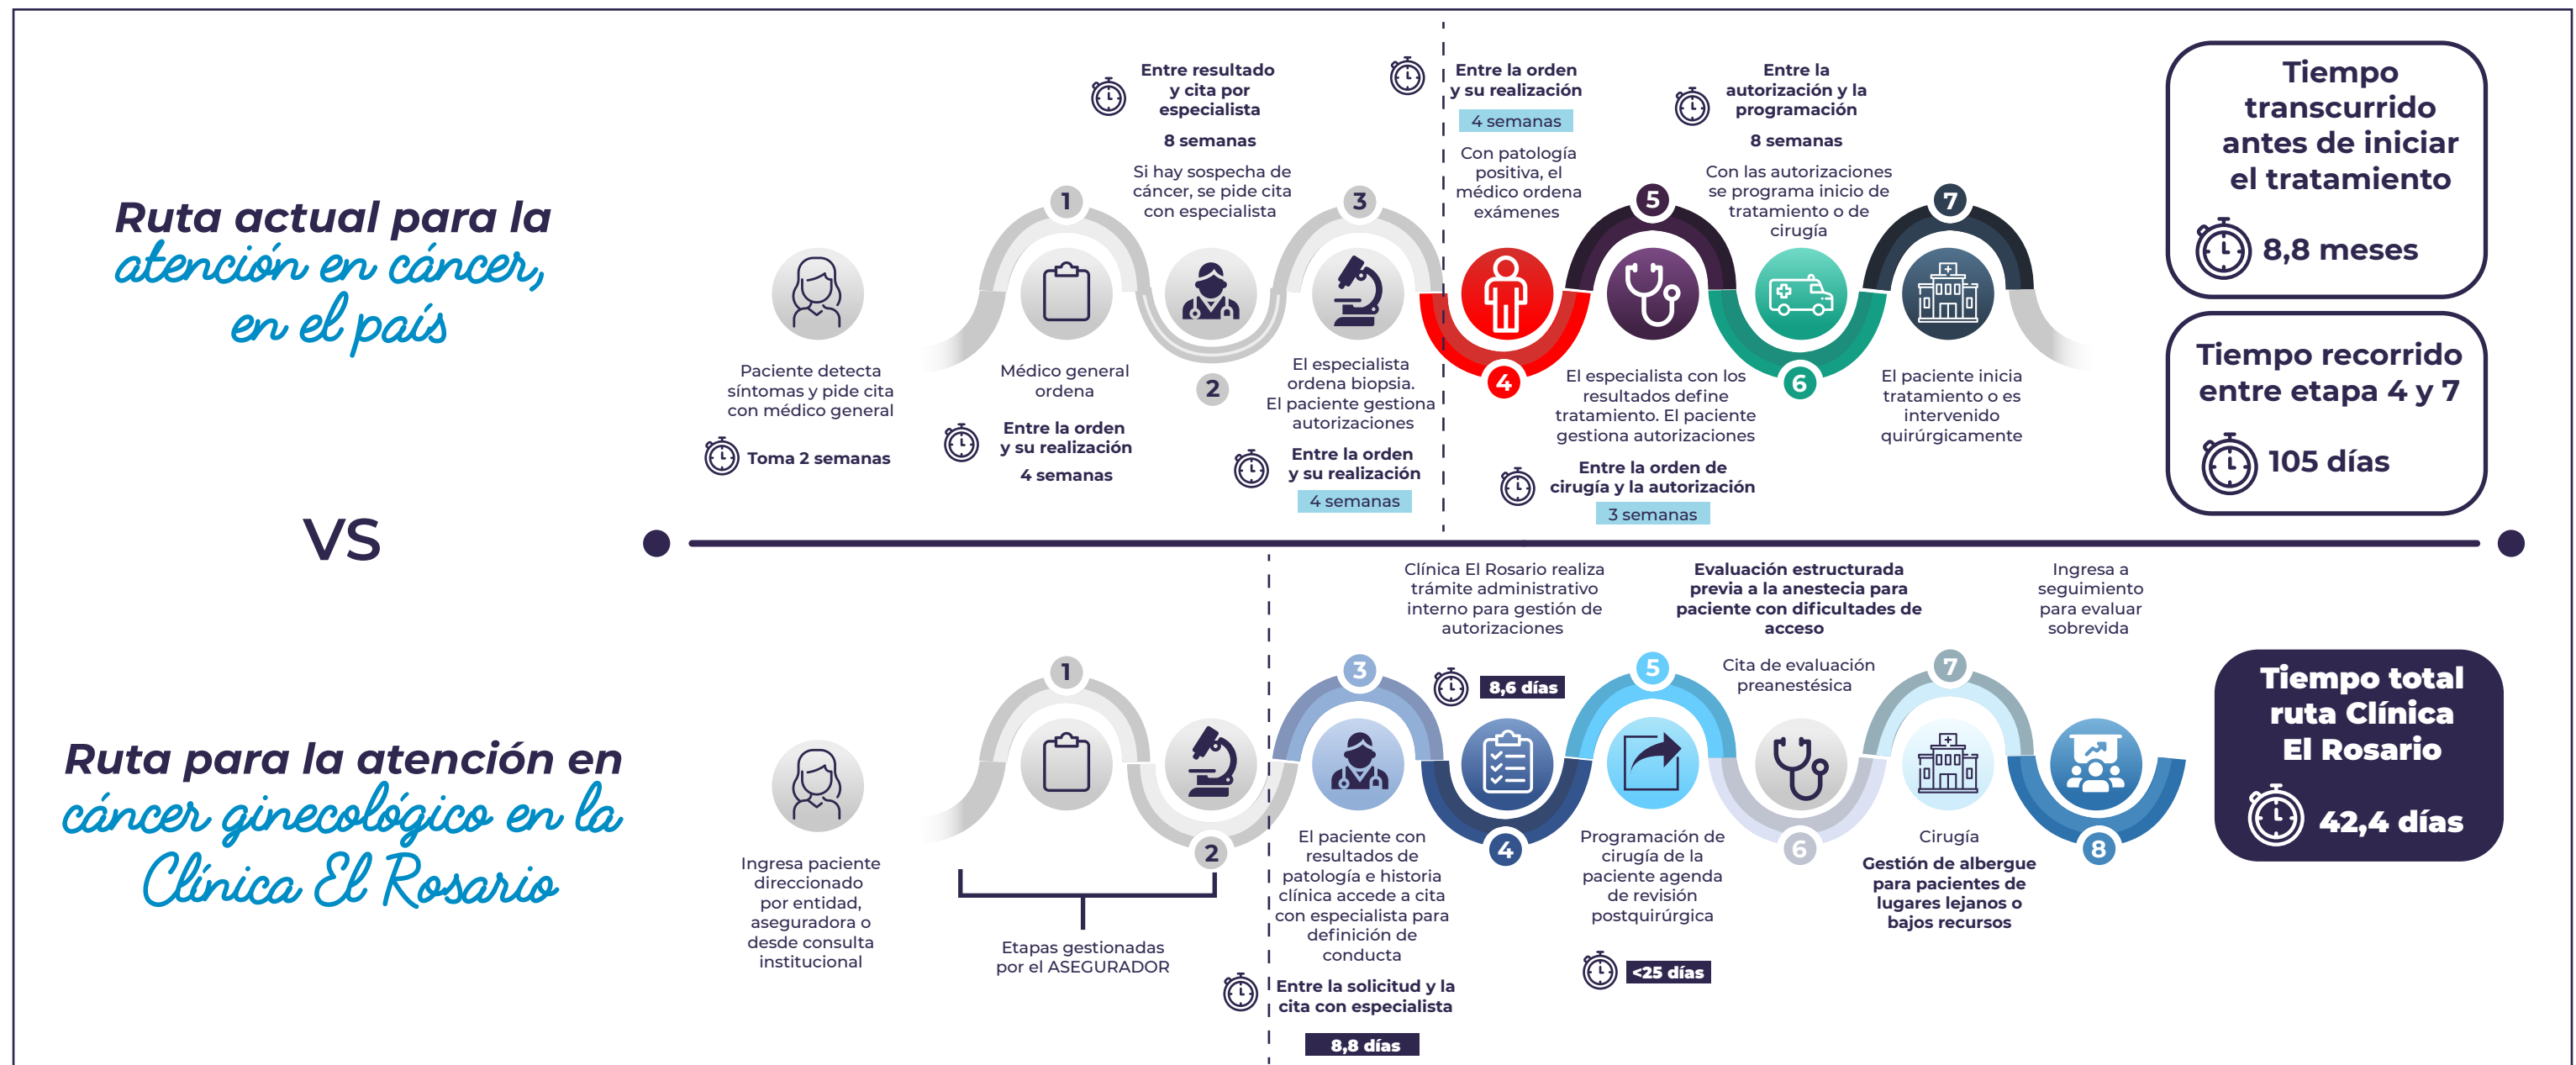 Ruta actual para la
atención en cáncer,
en el país
Paciente detecta
síntomas y pide cita
con médico general
Toma 2 semanas
1
Médico general
ordena
Entre la orden
y su realización
4 semanas
Entre resultado
y cita por
especialista
8 semanas
Si hay sospecha de
cáncer, se pide cita
con especialista
2
3
El especialista
ordena biopsia.
El paciente gestiona
autorizaciones
Entre la orden
y su realización
4 semanas
Entre la orden
y su realización
4 semanas
Con patología
positiva, el
médico ordena
exámenes
4
5
El especialista con los
resultados define
tratamiento. El paciente
gestiona autorizaciones
Entre la orden de
cirugía y la autorización
3 semanas
Entre la
autorización y la
programación
8 semanas
Con las autorizaciones
se programa inicio de
tratamiento o de
cirugía
6
7
El paciente inicia
tratamiento o es
intervenido
quirúrgicamente
Tiempo
transcurrido
antes de iniciar
el tratamiento
8,8 meses
Tiempo recorrido
entre etapa 4 y 7
105 días
VS
Ruta para la atención en
cáncer ginecológico en la
Clínica El Rosario
Ingresa paciente
direccionado
por entidad,
aseguradora o
desde consulta
institucional
1
2
Etapas gestionadas
por el ASEGURADOR
3
El paciente con
resultados de
patología e historia
clínica accede a cita
con especialista para
definición de
conducta
Entre la solicitud y la
cita con especialista
8,8 días
Clínica El Rosario realiza
trámite administrativo
interno para gestión de
autorizaciones
8,6 días
4
5
Programación de
cirugía de la
paciente agenda
de revisión
postquirúrgica
<25 días
Evaluación estructurada
previa a la anestecia para
paciente con dificultades de
acceso
Cita de evaluación
preanestésica
6
7
Cirugía
Gestión de albergue
para pacientes de
lugares lejanos o
bajos recursos
Ingresa a
seguimiento
para evaluar
sobrevida
8
Tiempo total
ruta Clínica
El Rosario
42,4 días